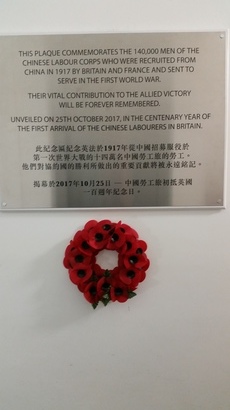 THIS PLAQUE COMMEMORATES THE 140,000 MEN OF THE
CHINESE LABOUR CORPS WHO WERE RECRUITED FROM
CHINA IN 1917 BY BRITAIN AND FRANCE AND SENT TO
SERVE IN THE FIRST WORLD WAR.
THEIR VITAL CONTRIBUTION TO THE ALLIED VICTORY
WILL BE FOREVER REMEMBERED.
UNVEILED ON 25TH OCTOBER 2017, IN THE CENTENARY YEAR OF
THE FIRST ARRIVAL OF THE CHINESE LABOURERS IN BRITAIN.
此紀念匾紀念英法於1917年從中國招募服役於
第一次世界大戰的十四萬名中國勞工旅的勞工。
他們對協約國的勝利所做出的重要貢獻將被永遠銘記。
揭幕於2017年10月25日 — 中國勞工旅初抵英國
一百週年紀念日。